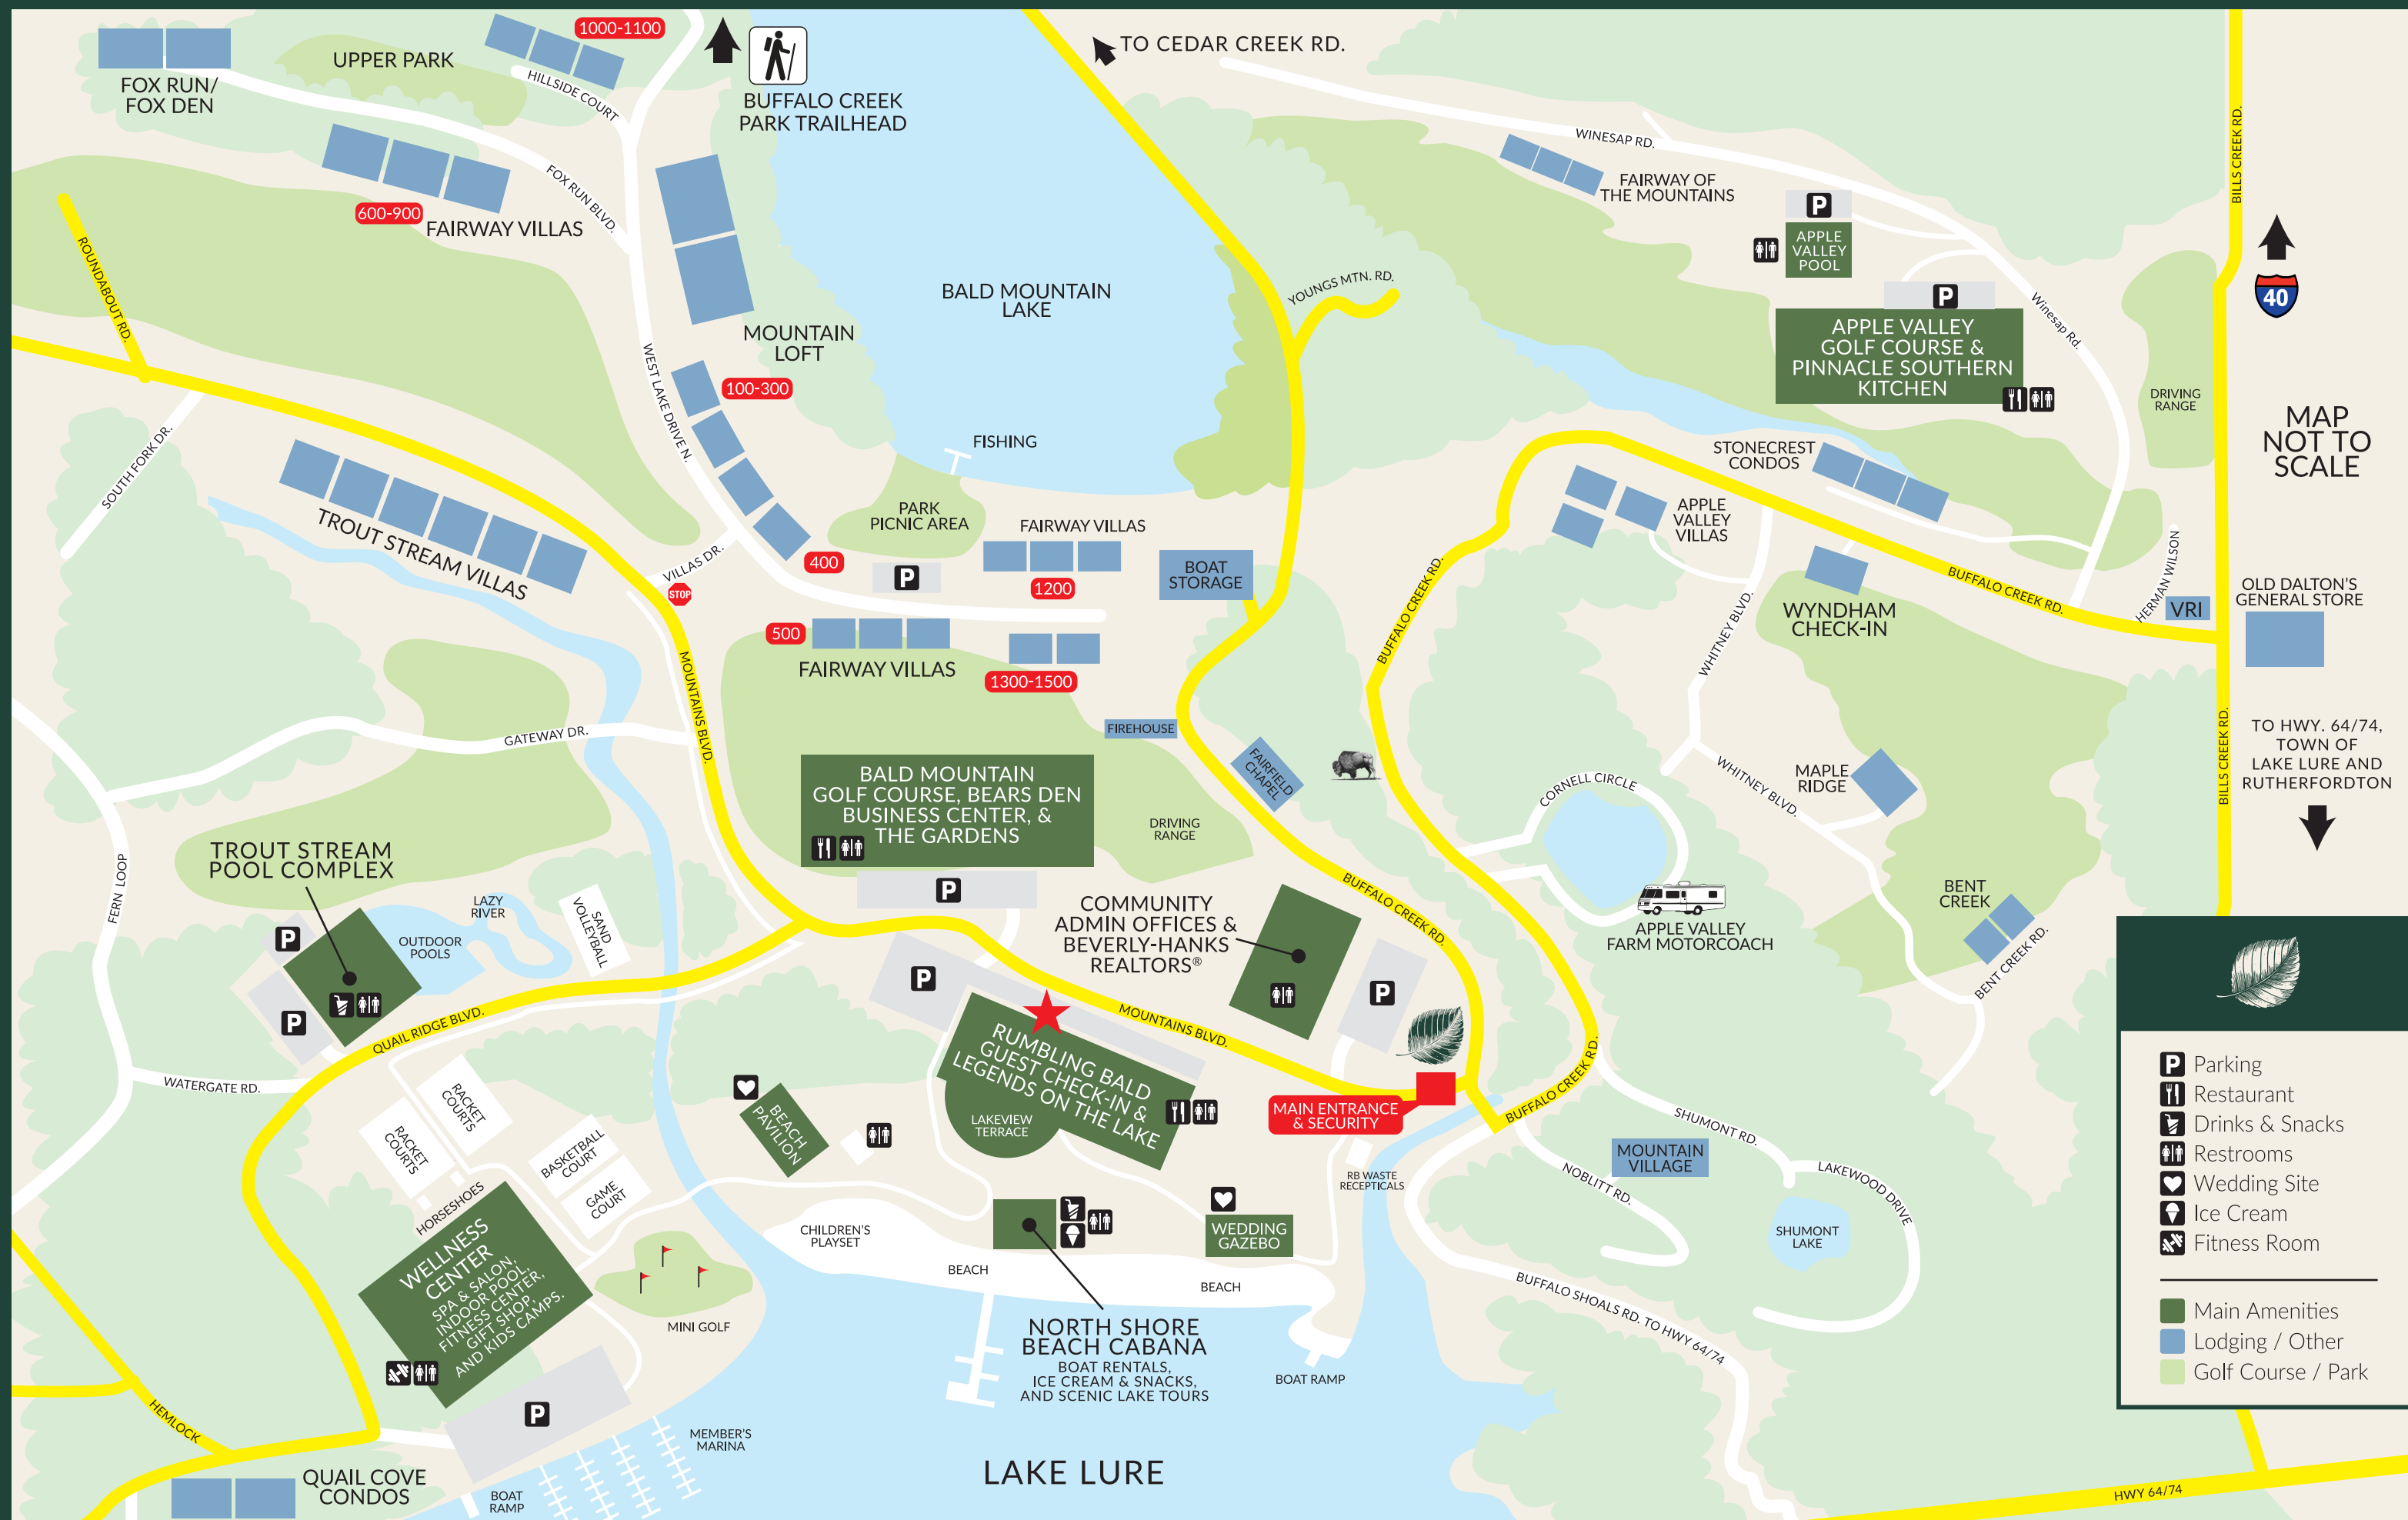 1000-1100
FOX RUN/
FOX DEN
UPPER PARK
HILLSIDE COURT
BUFFALO CREEK
PARK TRAILHEAD
TO CEDAR CREEK RD.
WINESAP RD.
BILLS CREEK RD.
600-900
FAIRWAY VILLAS
FOX RUN BLVD.
ROUNDABOUT RD.
FAIRWAY OF
THE MOUNTAINS
P
APPLE
VALLEY
POOL
40
BALD MOUNTAIN
LAKE
YOUNGS MTN. RD.
P
APPLE VALLEY
GOLF COURSE &
PINNACLE SOUTHERN
KITCHEN
Winesap Rd.
MOUNTAIN
LOFT
WEST LAKE DRIVE N.
100-300
DRIVING
RANGE
MAP
NOT TO
SCALE
SOUTH FORK DR.
FISHING
STONECREST
CONDOS
TROUT STREAM VILLAS
PARK
PICNIC AREA
FAIRWAY VILLAS
APPLE
VALLEY
VILLAS
VILLAS DR.
STOP
400
P
1200
BOAT
STORAGE
BUFFALO CREEK RD.
WHITNEY BLVD.
WYNDHAM
CHECK-IN
BUFFALO CREEK RD.
HERMAN WILSON
VRI
OLD DALTON'S
GENERAL STORE
500
FAIRWAY VILLAS
1300-1500
MOUNTAINS BLVD.
GATEWAY DR.
FIREHOUSE
FAIRFIELD
CHAPEL
WHITNEY BLVD.
MAPLE
RIDGE
BILLS CREEK RD.
TO HWY. 64/74,
TOWN OF
LAKE LURE AND
RUTHERFORDTON
BALD MOUNTAIN
GOLF COURSE, BEARS DEN
BUSINESS CENTER, &
THE GARDENS
DRIVING
RANGE
CORNELL CIRCLE
TROUT STREAM
POOL COMPLEX
FERN LOOP
LAZY
RIVER
SAND
VOLLEYBALL
OUTDOOR
POOLS
P
P
P
COMMUNITY
ADMIN OFFICES &
BEVERLY-HANKS
REALTORS®
BUFFALO CREEK RD.
APPLE VALLEY
FARM MOTORCOACH
BENT
CREEK
BENT CREEK RD.
P
P
QUAIL RIDGE BLVD.
WATERGATE RD.
MOUNTAINS BLVD.
RUMBLING BALD
GUEST CHECK-IN &
LEGENDS ON THE LAKE
LAKEVIEW
TERRACE
MAIN ENTRANCE
& SECURITY
BUFFALO CREEK RD.
RACKET
COURTS
RACKET
COURTS
BASKETBALL
COURT
GAME
COURT
HORSESHOES
BEACH
PAVILION
SHUMONT RD.
MOUNTAIN
VILLAGE
NOBLITT RD.
LAKEWOOD DRIVE
SHUMONT
LAKE
RB WASTE
RECEPTICALS
WELLNESS
CENTER
SPA & SALON,
INDOOR POOL,
FITNESS CENTER,
GIFT SHOP,
AND KIDS CAMPS.
CHILDREN'S
PLAYSET
WEDDING
GAZEBO
BEACH
BEACH
MINI GOLF
NORTH SHORE
BEACH CABANA
BOAT RENTALS,
ICE CREAM & SNACKS,
AND SCENIC LAKE TOURS
BOAT RAMP
BUFFALO SHOALS RD. TO HWY 64/74
P
HEMLOCK
MEMBER'S
MARINA
QUAIL COVE
CONDOS
BOAT
RAMP
LAKE LURE
HWY 64/74
P Parking
Restaurant
Drinks & Snacks
Restrooms
Wedding Site
Ice Cream
Fitness Room
Main Amenities
Lodging / Other
Golf Course / Park